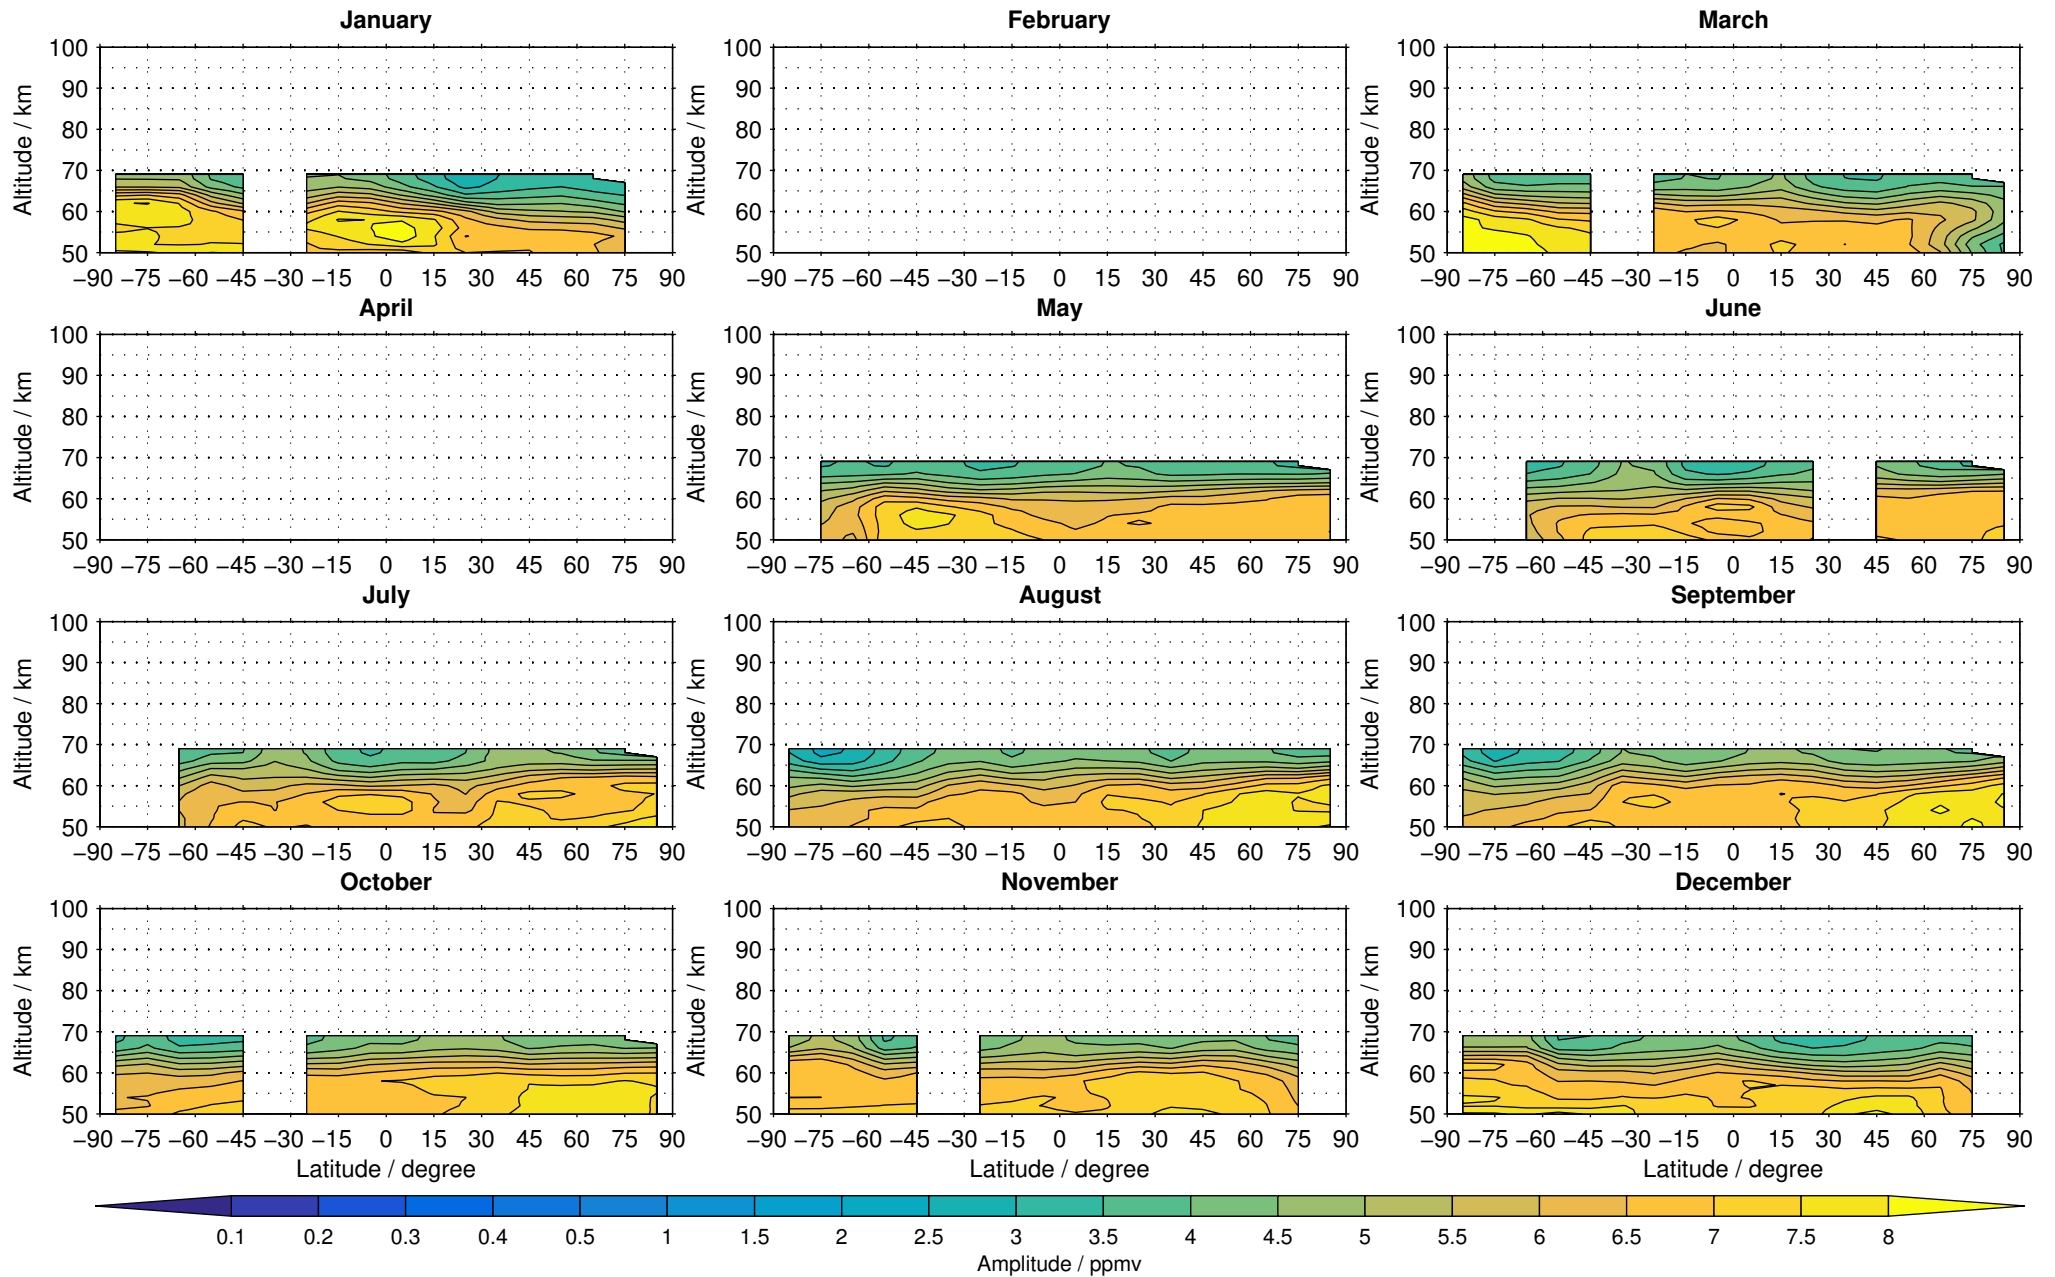 January February March
100 100 100
90 90 90
80 80 80
70 70 70
60 60 60
50 50 50
Altitude / km Altitude / km Altitude / km
−90 −75 −60 −45 −30 −15 0 15 30 45 60 75 90 −90 −75 −60 −45 −30 −15 0 15 30 45 60 75 90 −90 −75 −60 −45 −30 −15 0 15 30 45 60 75 90
April May June
100 100 100
90 90 90
80 80 80
70 70 70
60 60 60
50 50 50
Altitude / km Altitude / km Altitude / km
−90 −75 −60 −45 −30 −15 0 15 30 45 60 75 90 −90 −75 −60 −45 −30 −15 0 15 30 45 60 75 90 −90 −75 −60 −45 −30 −15 0 15 30 45 60 75 90
July August September
100 100 100
90 90 90
80 80 80
70 70 70
60 60 60
50 50 50
Altitude / km Altitude / km Altitude / km
−90 −75 −60 −45 −30 −15 0 15 30 45 60 75 90 −90 −75 −60 −45 −30 −15 0 15 30 45 60 75 90 −90 −75 −60 −45 −30 −15 0 15 30 45 60 75 90
October November December
100 100 100
90 90 90
80 80 80
70 70 70
60 60 60
50 50 50
Altitude / km Altitude / km Altitude / km
−90 −75 −60 −45 −30 −15 0 15 30 45 60 75 90 −90 −75 −60 −45 −30 −15 0 15 30 45 60 75 90 −90 −75 −60 −45 −30 −15 0 15 30 45 60 75 90
Latitude / degree Latitude / degree Latitude / degree
0.1 0.2 0.3 0.4 0.5 1 1.5 2 2.5 3 3.5 4 4.5 5 5.5 6 6.5 7 7.5 8
Amplitude / ppmv